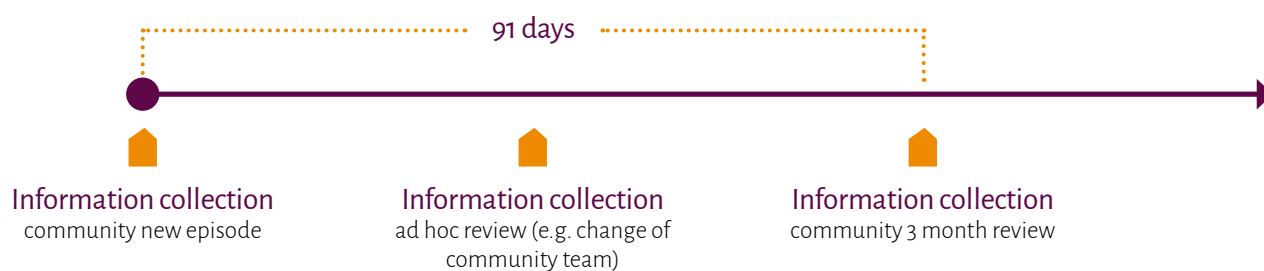 91 days
Information collection
community new episode
Information collection
ad hoc review (e.g. change of
community team)
Information collection
community 3 month review